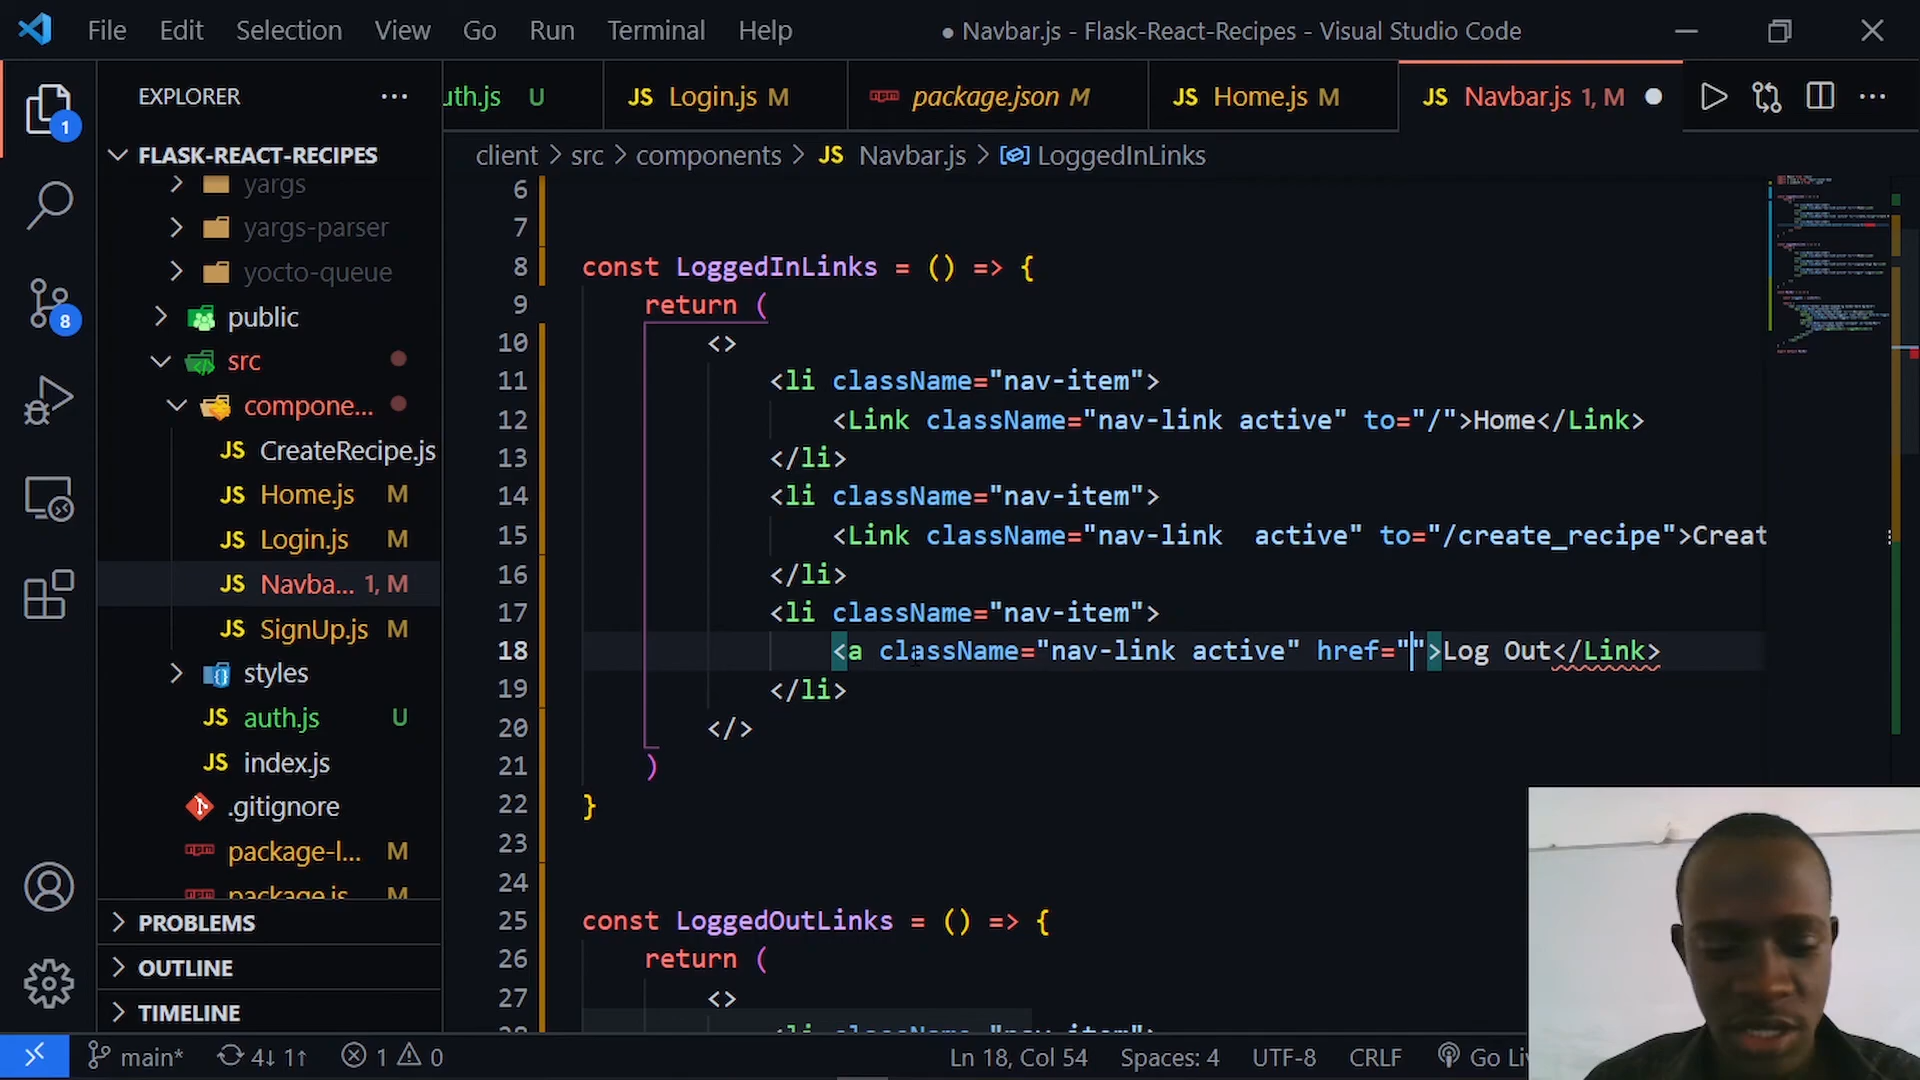 File Edit Selection View Go Run Terminal Help
● Navbar.js - Flask-React-Recipes - Visual Studio Code
EXPLORER ···
uth.js U
JS Login.js M
package.json M
JS Home.js M
JS Navbar.js 1, M ●
client > src > components > JS Navbar.js > LoggedInLinks
1
8
FLASK-REACT-RECIPES
yargs
yargs-parser
yocto-queue
public
src
compone...
JS CreateRecipe.js
JS Home.js M
JS Login.js M
JS Navba... 1, M
JS SignUp.js M
styles
JS auth.js U
JS index.js
.gitignore
package-l... M
package.js M
PROBLEMS
OUTLINE
TIMELINE
6
7
8 const LoggedInLinks = () => {
9 return (
10 <>
11 <li className="nav-item">
12 <Link className="nav-link active" to="/">Home</Link>
13 </li>
14 <li className="nav-item">
15 <Link className="nav-link  active" to="/create_recipe">Creat
16 </li>
17 <li className="nav-item">
18 <a className="nav-link active" href="">Log Out</Link>
19 </li>
20 </>
21 )
22 }
23
24
25 const LoggedOutLinks = () => {
26 return (
27 <>
main* 4↓ 1↑ 1 0
Ln 18, Col 54 Spaces: 4 UTF-8 CRLF Go Li